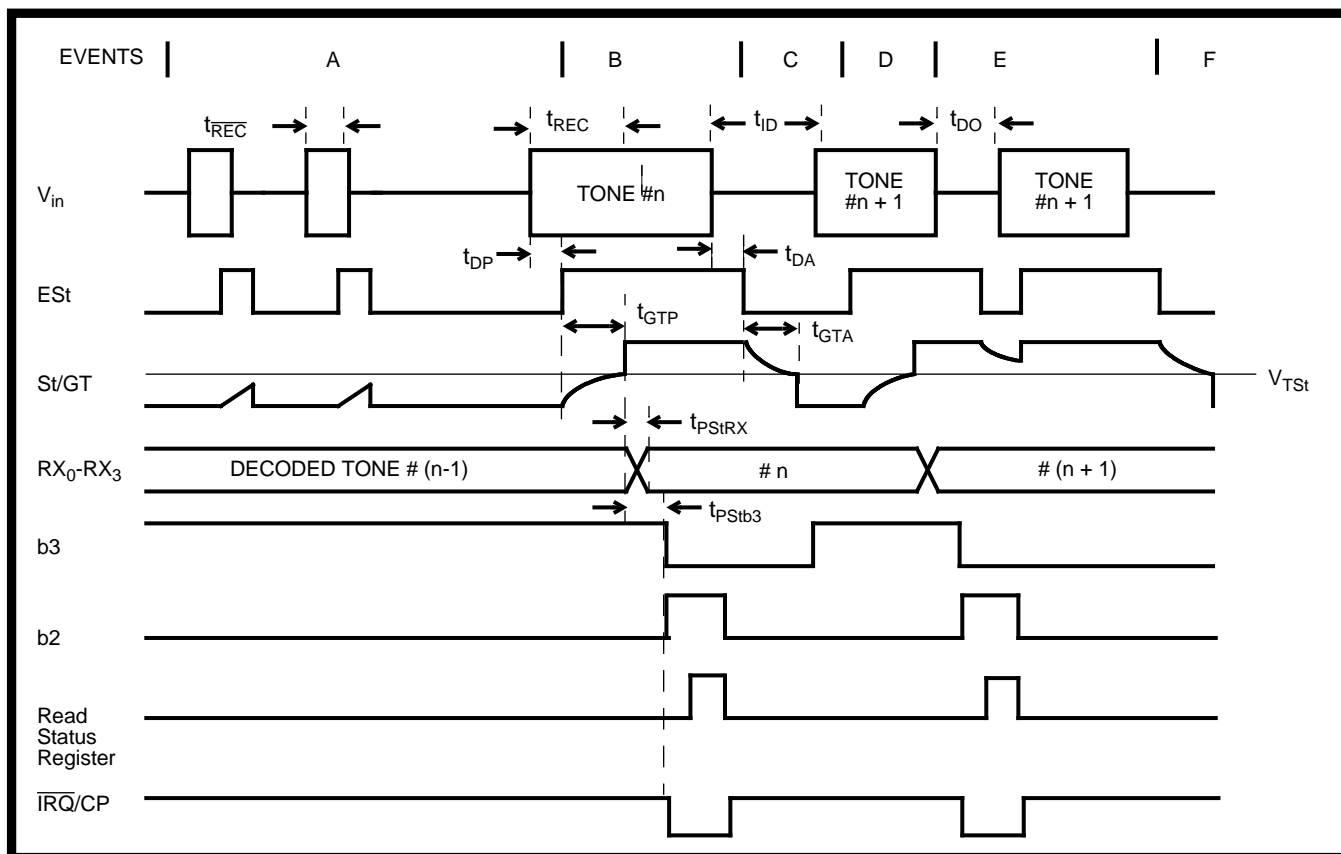 EVENTS A B C D E F
tREC tREC tID tDO
Vin TONE #n TONE TONE
#n + 1 #n + 1
tDP tDA
ESt
tGTP tGTA
St/GT VTSt
tPStRX
RX0-RX3 DECODED TONE # (n-1) # n # (n + 1)
tPStb3
b3
b2
Read
Status
Register
IRQ/CP